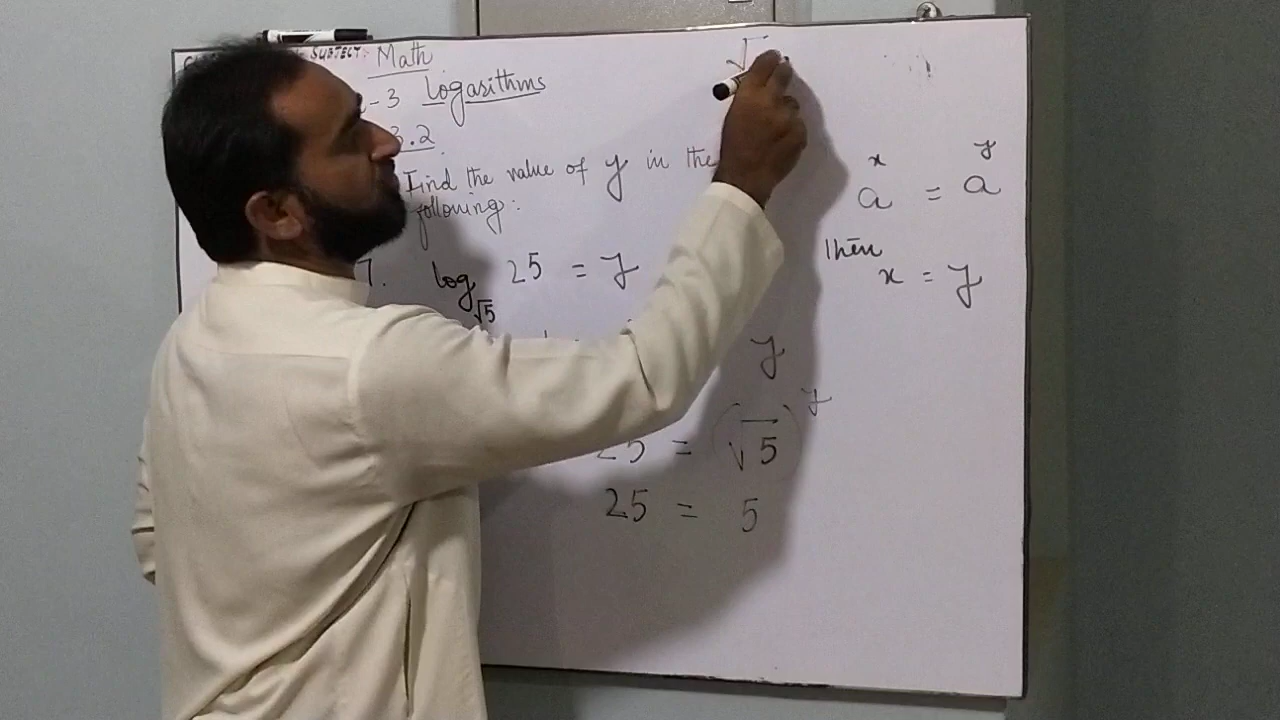 SUBJECT: Math
-3 Logarithms
3.2
Find the value of y in the
following:
7. log√5 25 = y
y
25 = (√5)^y
25 = 5
√
a^x = a^y
Then
x = y